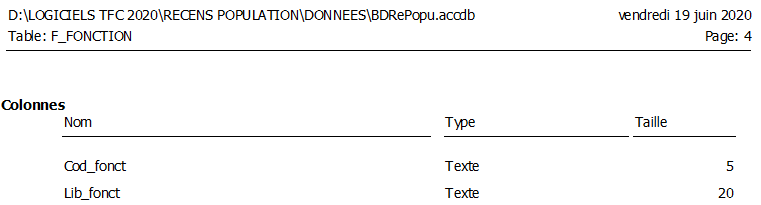 D:\LOGICIELS TFC 2020\RECENS POPULATION\DONNEES\BDRePopu.accdb vendredi 19 juin 2020
Table: F_FONCTION Page: 4
Colonnes
Nom Type Taille
Cod_fonct Texte 5
Lib_fonct Texte 20